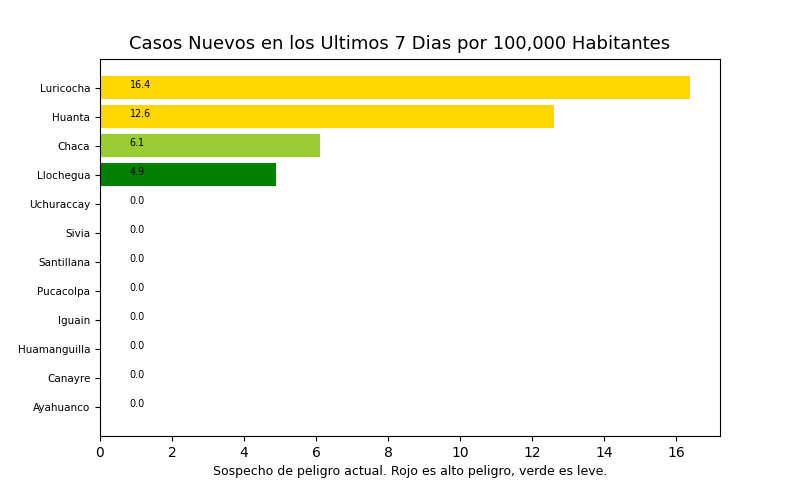 Casos Nuevos en los Ultimos 7 Dias por 100,000 Habitantes
Luricocha 16.4
Huanta 12.6
Chaca 6.1
Llochegua 4.9
Uchuraccay 0.0
Sivia 0.0
Santillana 0.0
Pucacolpa 0.0
Iguain 0.0
Huamanguilla 0.0
Canayre 0.0
Ayahuanco 0.0
0 2 4 6 8 10 12 14 16
Sospecho de peligro actual. Rojo es alto peligro, verde es leve.